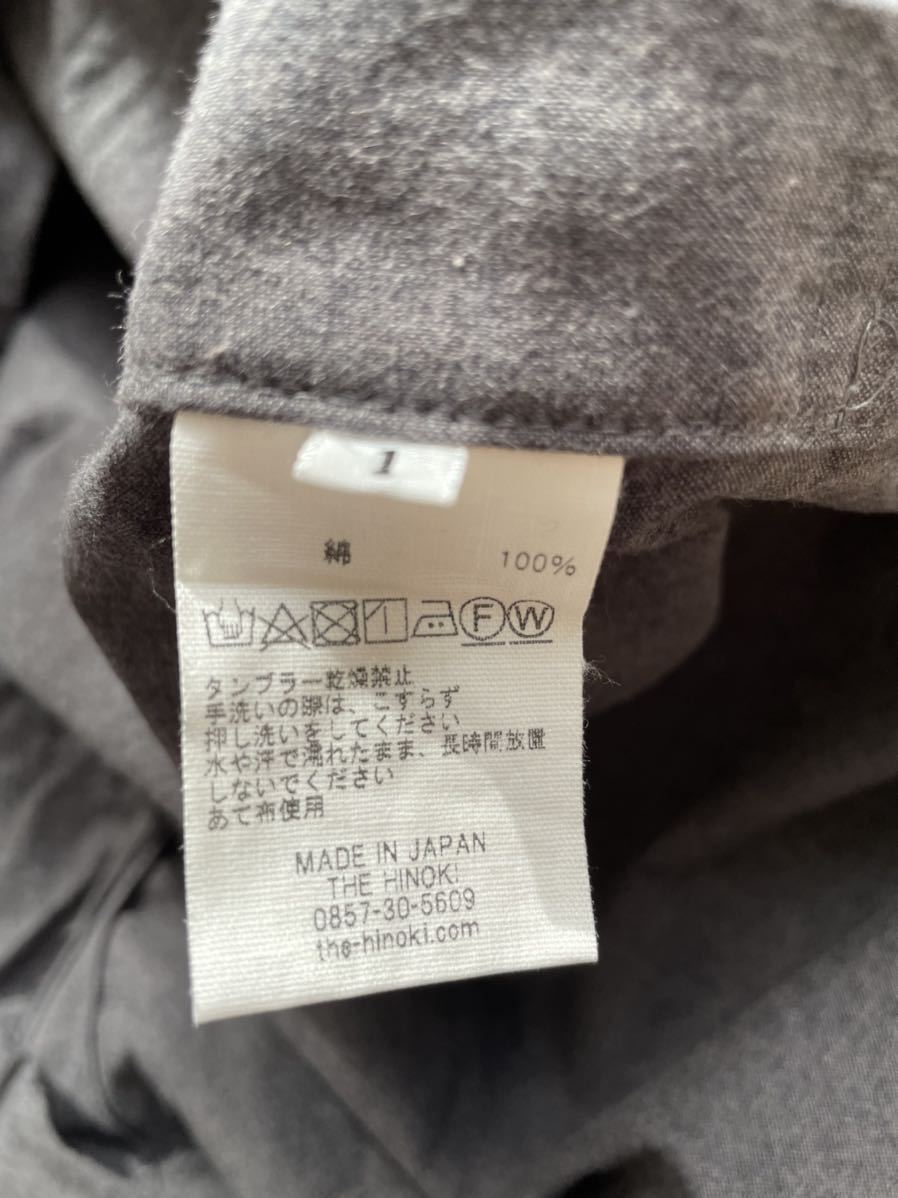 1
綿 100%
F W
タンブラー乾燥禁止
手洗いの際は、こすらず
押し洗いをしてください
水や汗で濡れたまま、長時間放置
しないでください
あて布使用
MADE IN JAPAN
THE HINOKI
0857-30-5609
the-hinoki.com